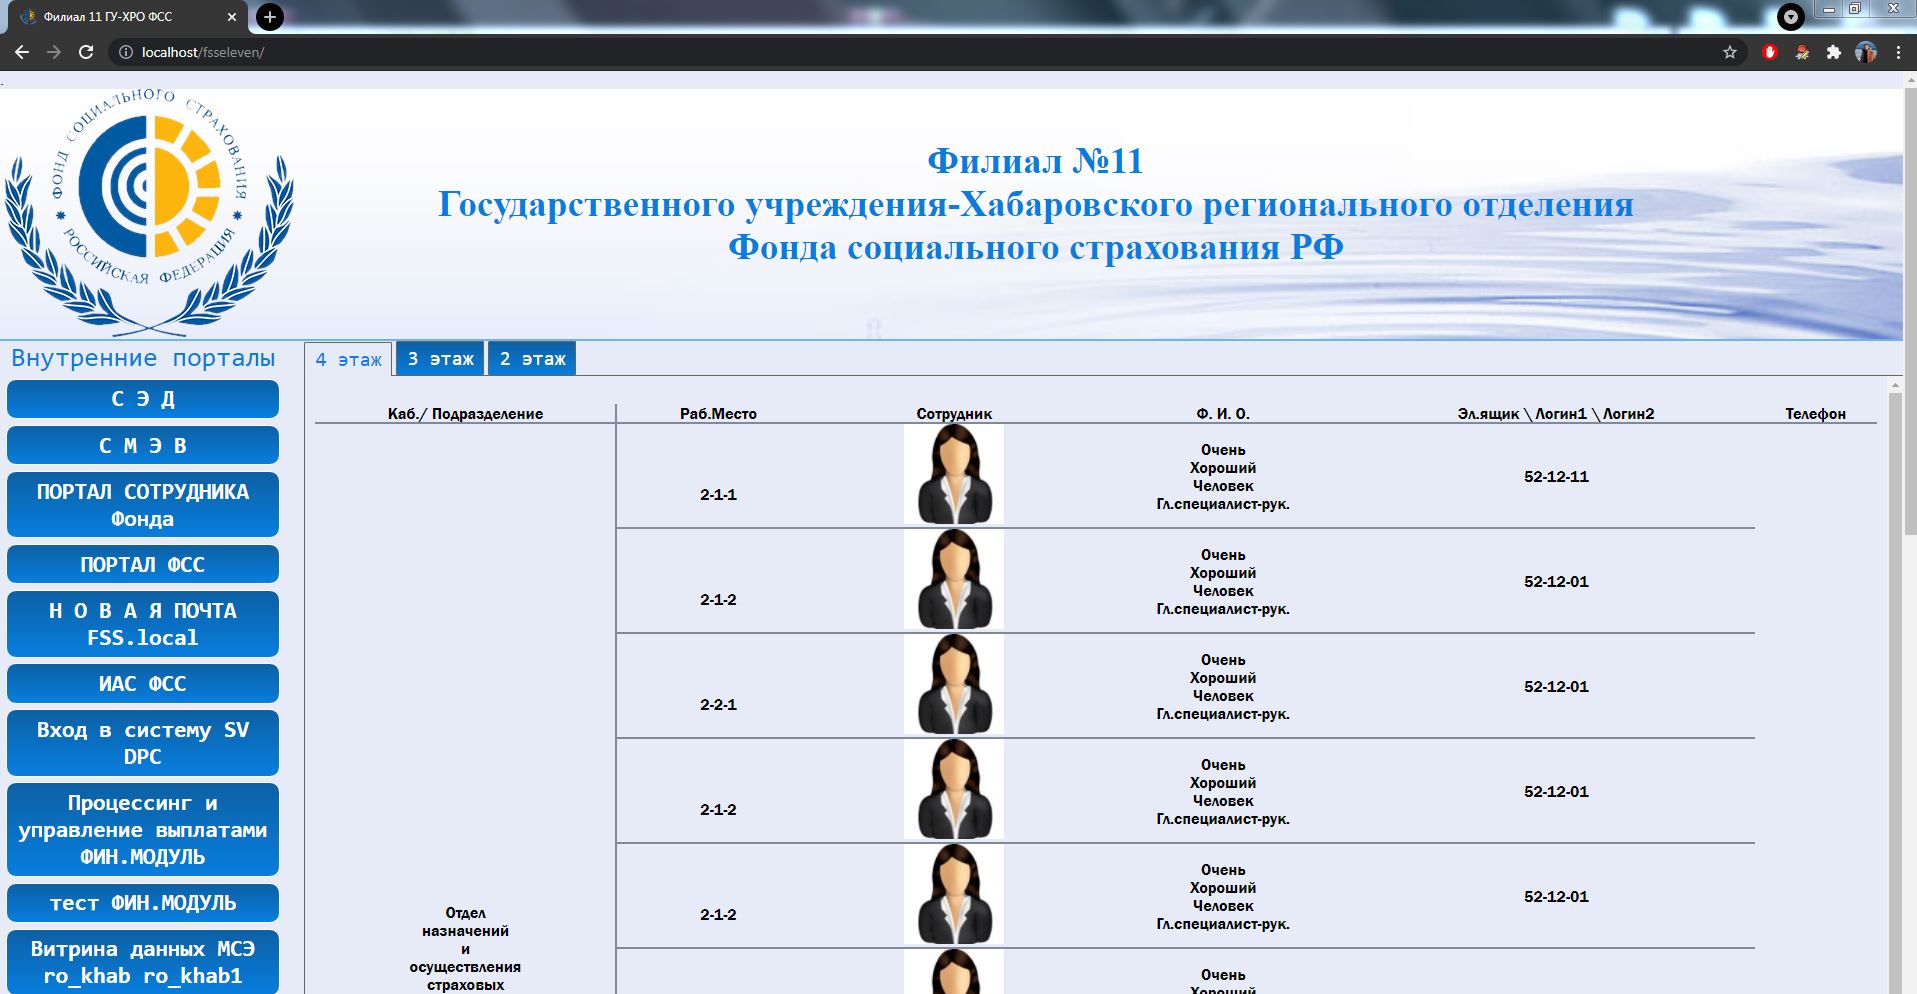 Филиал 11 ГУ-ХРО ФСС
localhost/fsseleven/
ФОНД СОЦИАЛЬНОГО СТРАХОВАНИЯ
РОССИЙСКАЯ ФЕДЕРАЦИЯ
Филиал №11
Государственного учреждения-Хабаровского регионального отделения
Фонда социального страхования РФ
Внутренние порталы
С Э Д
С М Э В
ПОРТАЛ СОТРУДНИКА
Фонда
ПОРТАЛ ФСС
Н О В А Я ПОЧТА
FSS.local
ИАС ФСС
Вход в систему SV
DPC
Процессинг и
управление выплатами
ФИН.МОДУЛЬ
тест ФИН.МОДУЛЬ
Витрина данных МСЭ
ro_khab ro_khab1
4 этаж 3 этаж 2 этаж
Каб./ Подразделение Раб.Место Сотрудник Ф. И. О. Эл.ящик \ Логин1 \ Логин2 Телефон
Отдел
назначений
и
осуществления
страховых
2-1-1
Очень
Хороший
Человек
Гл.специалист-рук.
52-12-11
2-1-2
Очень
Хороший
Человек
Гл.специалист-рук.
52-12-01
2-2-1
Очень
Хороший
Человек
Гл.специалист-рук.
52-12-01
2-1-2
Очень
Хороший
Человек
Гл.специалист-рук.
52-12-01
2-1-2
Очень
Хороший
Человек
Гл.специалист-рук.
52-12-01
Очень
Хороший